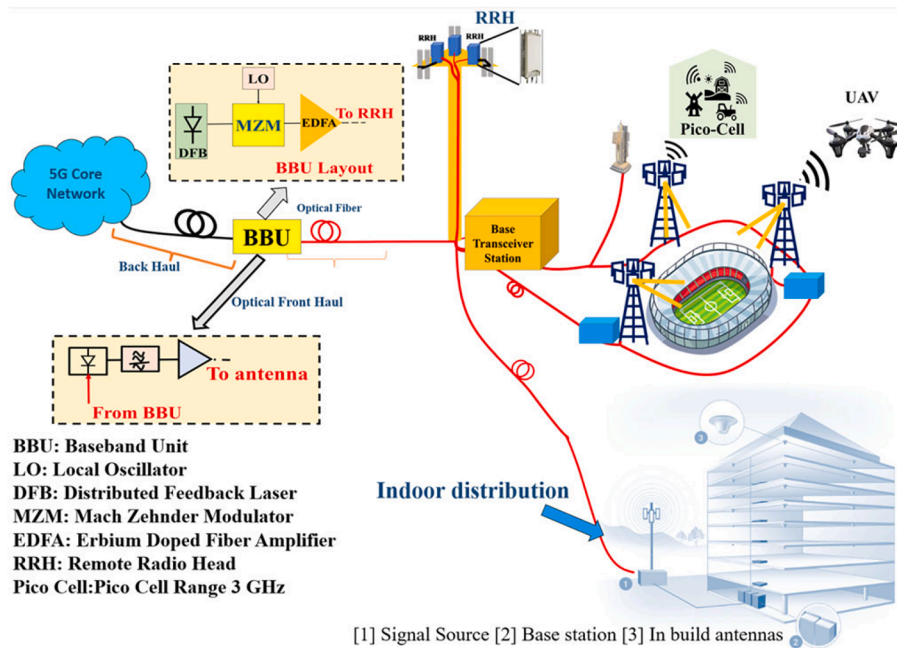 RRH
RRH
RRH
LO
DFB
MZM
EDFA
To RRH
BBU Layout
Pico-Cell
UAV
5G Core
Network
Optical Fiber
BBU
Back Haul
Base
Transceiver
Station
Optical Front Haul
To antenna
From BBU
BBU: Baseband Unit
LO: Local Oscillator
DFB: Distributed Feedback Laser
MZM: Mach Zehnder Modulator
EDFA: Erbium Doped Fiber Amplifier
RRH: Remote Radio Head
Pico Cell:Pico Cell Range 3 GHz
Indoor distribution
3
1
2
[1] Signal Source [2] Base station [3] In build antennas